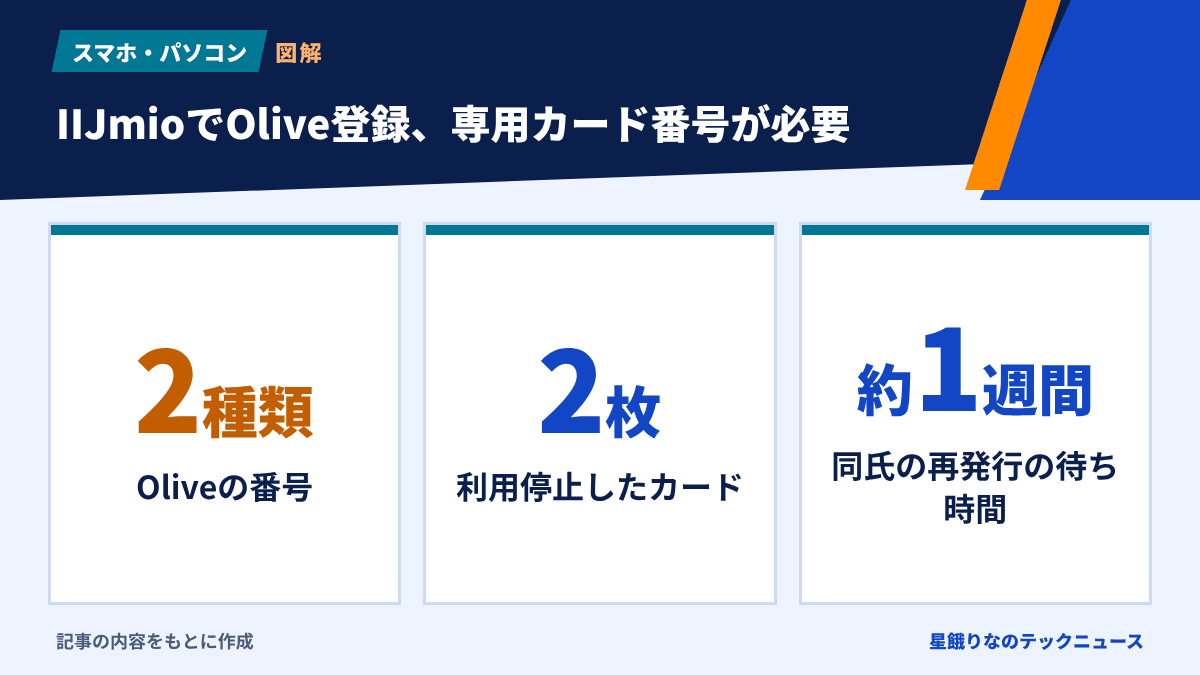 スマホ・パソコン 図解
IIJmioでOlive登録、専用カード番号が必要
2種類
Oliveの番号
2枚
利用停止したカード
約1週間
同氏の再発行の待ち
時間
記事の内容をもとに作成
星餓りなのテックニュース